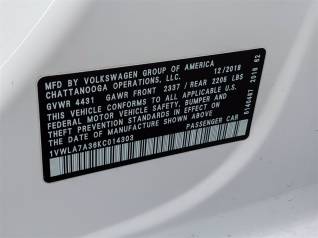 MFD. BY VOLKSWAGEN GROUP OF AMERICA
CHATTANOOGA OPERATIONS, LLC. 12/2018
GVWR 4431 GAWR FRONT 2337 / REAR 2206 LBS
THIS VEHICLE CONFORMS TO ALL APPLICABLE
FEDERAL MOTOR VEHICLE SAFETY, BUMPER AND
THEFT PREVENTION STANDARDS IN EFFECT ON
THE DATE OF MANUFACTURE SHOWN ABOVE.
1VWLA7A36KC014303 PASSENGER CAR